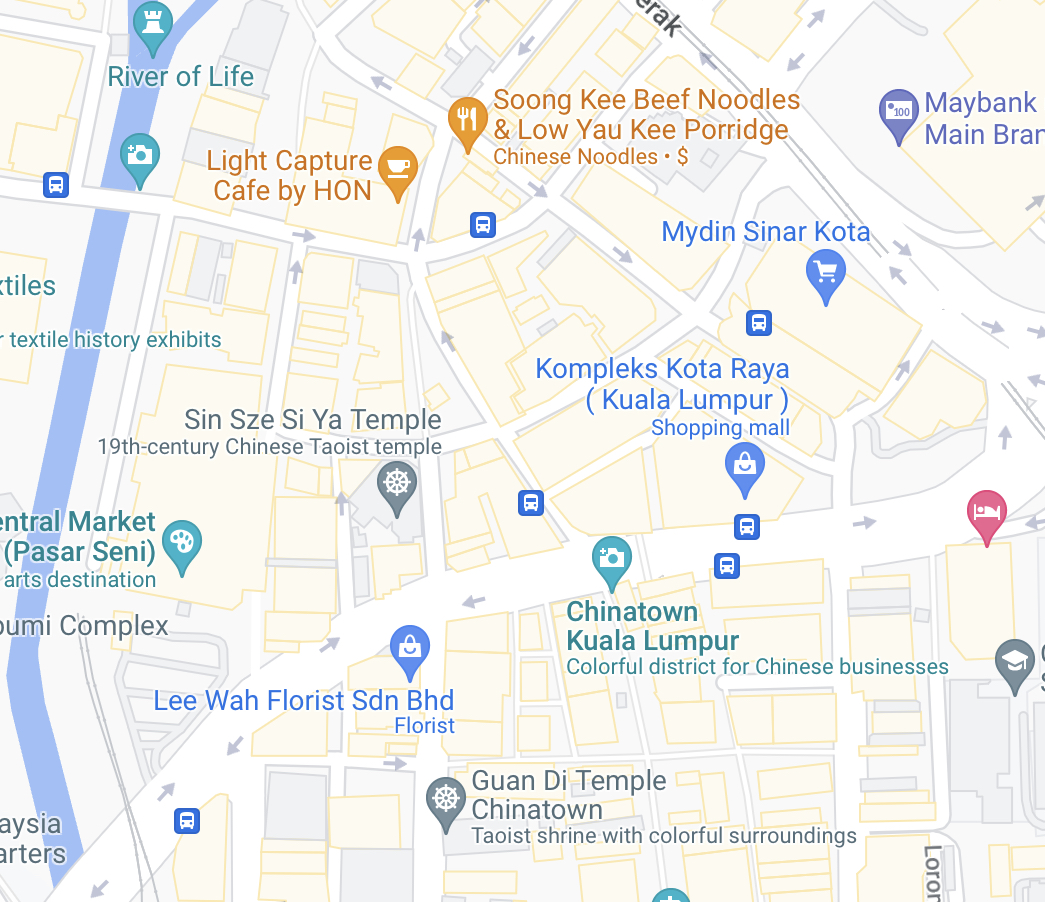 erak
River of Life
Soong Kee Beef Noodles
& Low Yau Kee Porridge
Chinese Noodles • $
100
Maybank
Main Bran
Light Capture
Cafe by HON
Mydin Sinar Kota
xtiles
r textile history exhibits
Kompleks Kota Raya
( Kuala Lumpur )
Shopping mall
Sin Sze Si Ya Temple
19th-century Chinese Taoist temple
entral Market
(Pasar Seni)
arts destination
Chinatown
Kuala Lumpur
Colorful district for Chinese businesses
bumi Complex
Lee Wah Florist Sdn Bhd
Florist
Guan Di Temple
Chinatown
Taoist shrine with colorful surroundings
aysia
arters
Loron